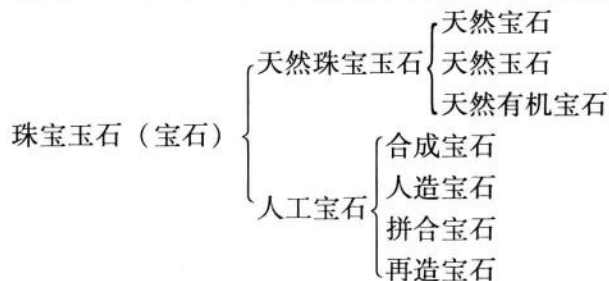 珠宝玉石（宝石）
天然珠宝玉石
天然宝石
天然玉石
天然有机宝石
人工宝石
合成宝石
人造宝石
拼合宝石
再造宝石